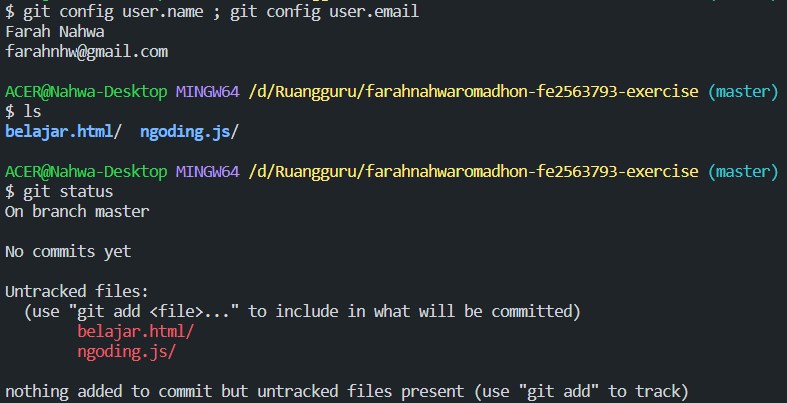 $ git config user.name ; git config user.email
Farah Nahwa
farahnhw@gmail.com
ACER@Nahwa-Desktop MINGW64 /d/Ruangguru/farahnahwaromadhon-fe2563793-exercise (master)
$ ls
belajar.html/  ngoding.js/
ACER@Nahwa-Desktop MINGW64 /d/Ruangguru/farahnahwaromadhon-fe2563793-exercise (master)
$ git status
On branch master
No commits yet
Untracked files:
  (use "git add <file>..." to include in what will be committed)
        belajar.html/
        ngoding.js/
nothing added to commit but untracked files present (use "git add" to track)